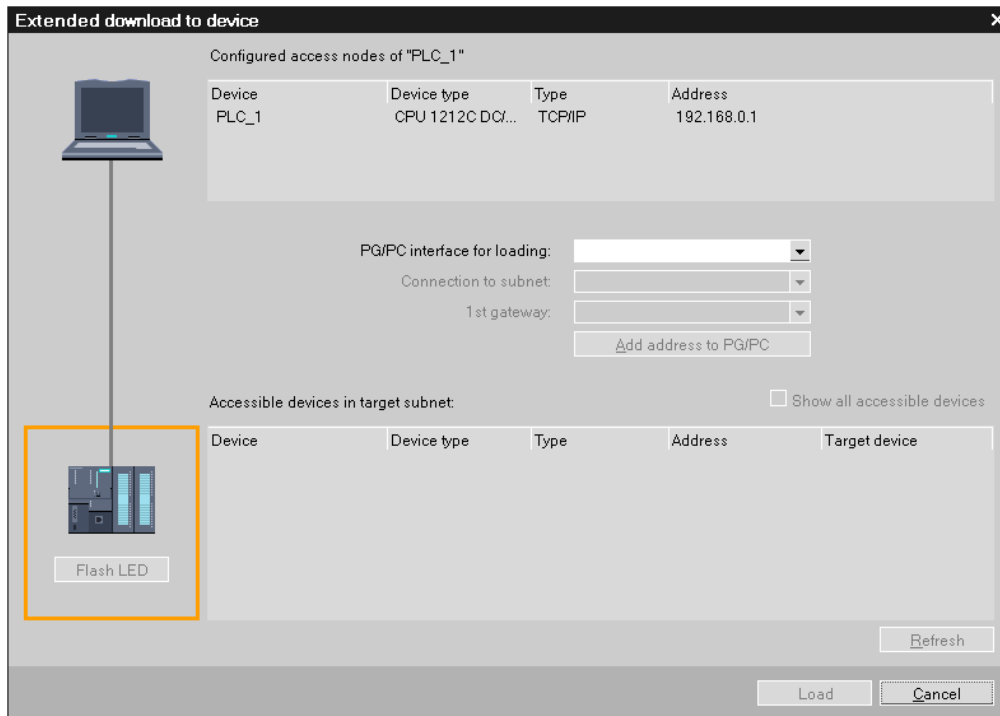 Extended download to device
Configured access nodes of "PLC_1"
Device Device type Type Address
PLC_1 CPU 1212C DC/... TCP/IP 192.168.0.1
PG/PC interface for loading:
Connection to subnet:
1st gateway:
Add address to PG/PC
Accessible devices in target subnet: Show all accessible devices
Device Device type Type Address Target device
Flash LED
Refresh
Load Cancel